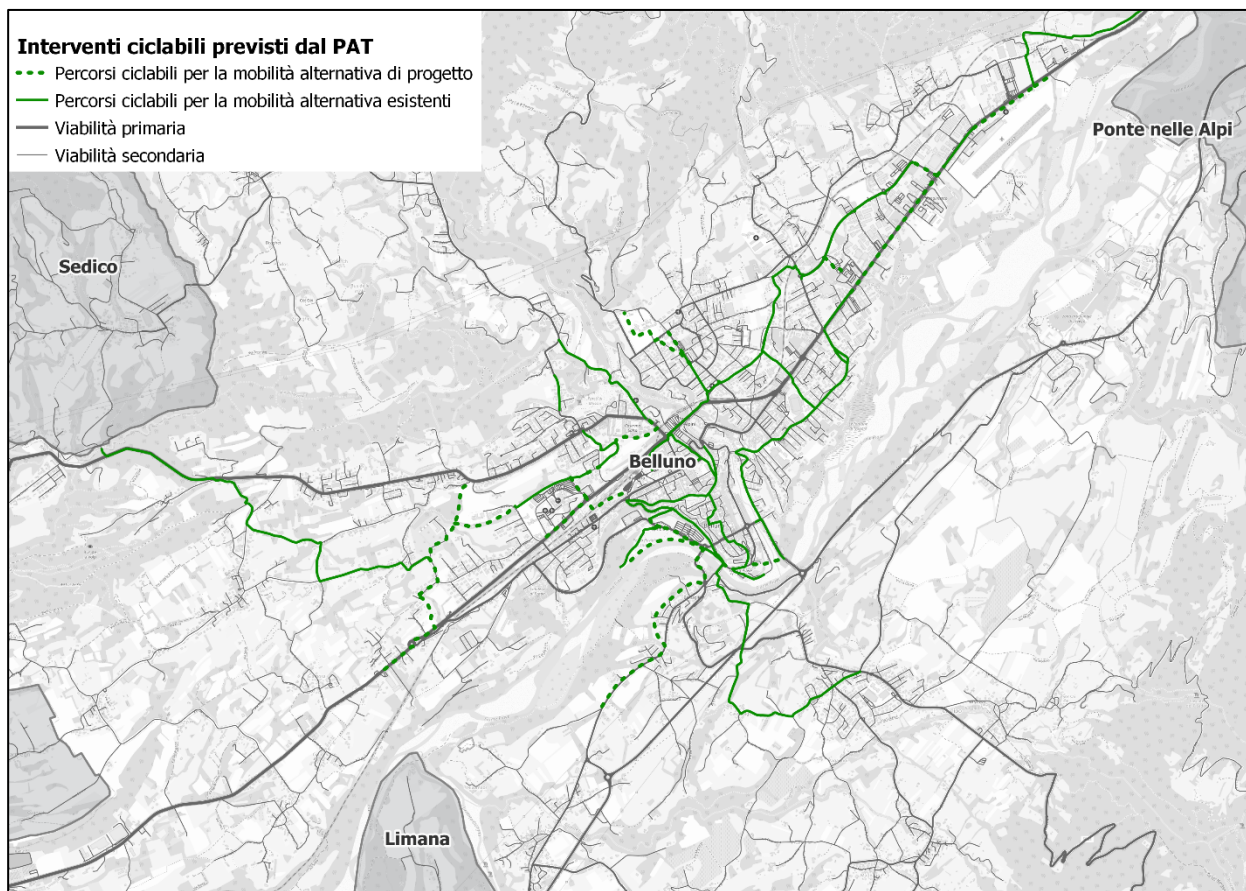 Interventi ciclabili previsti dal PAT
Percorsi ciclabili per la mobilità alternativa di progetto
Percorsi ciclabili per la mobilità alternativa esistenti
Viabilità primaria
Viabilità secondaria
Ponte nelle Alpi
Sedico
Belluno
Limana